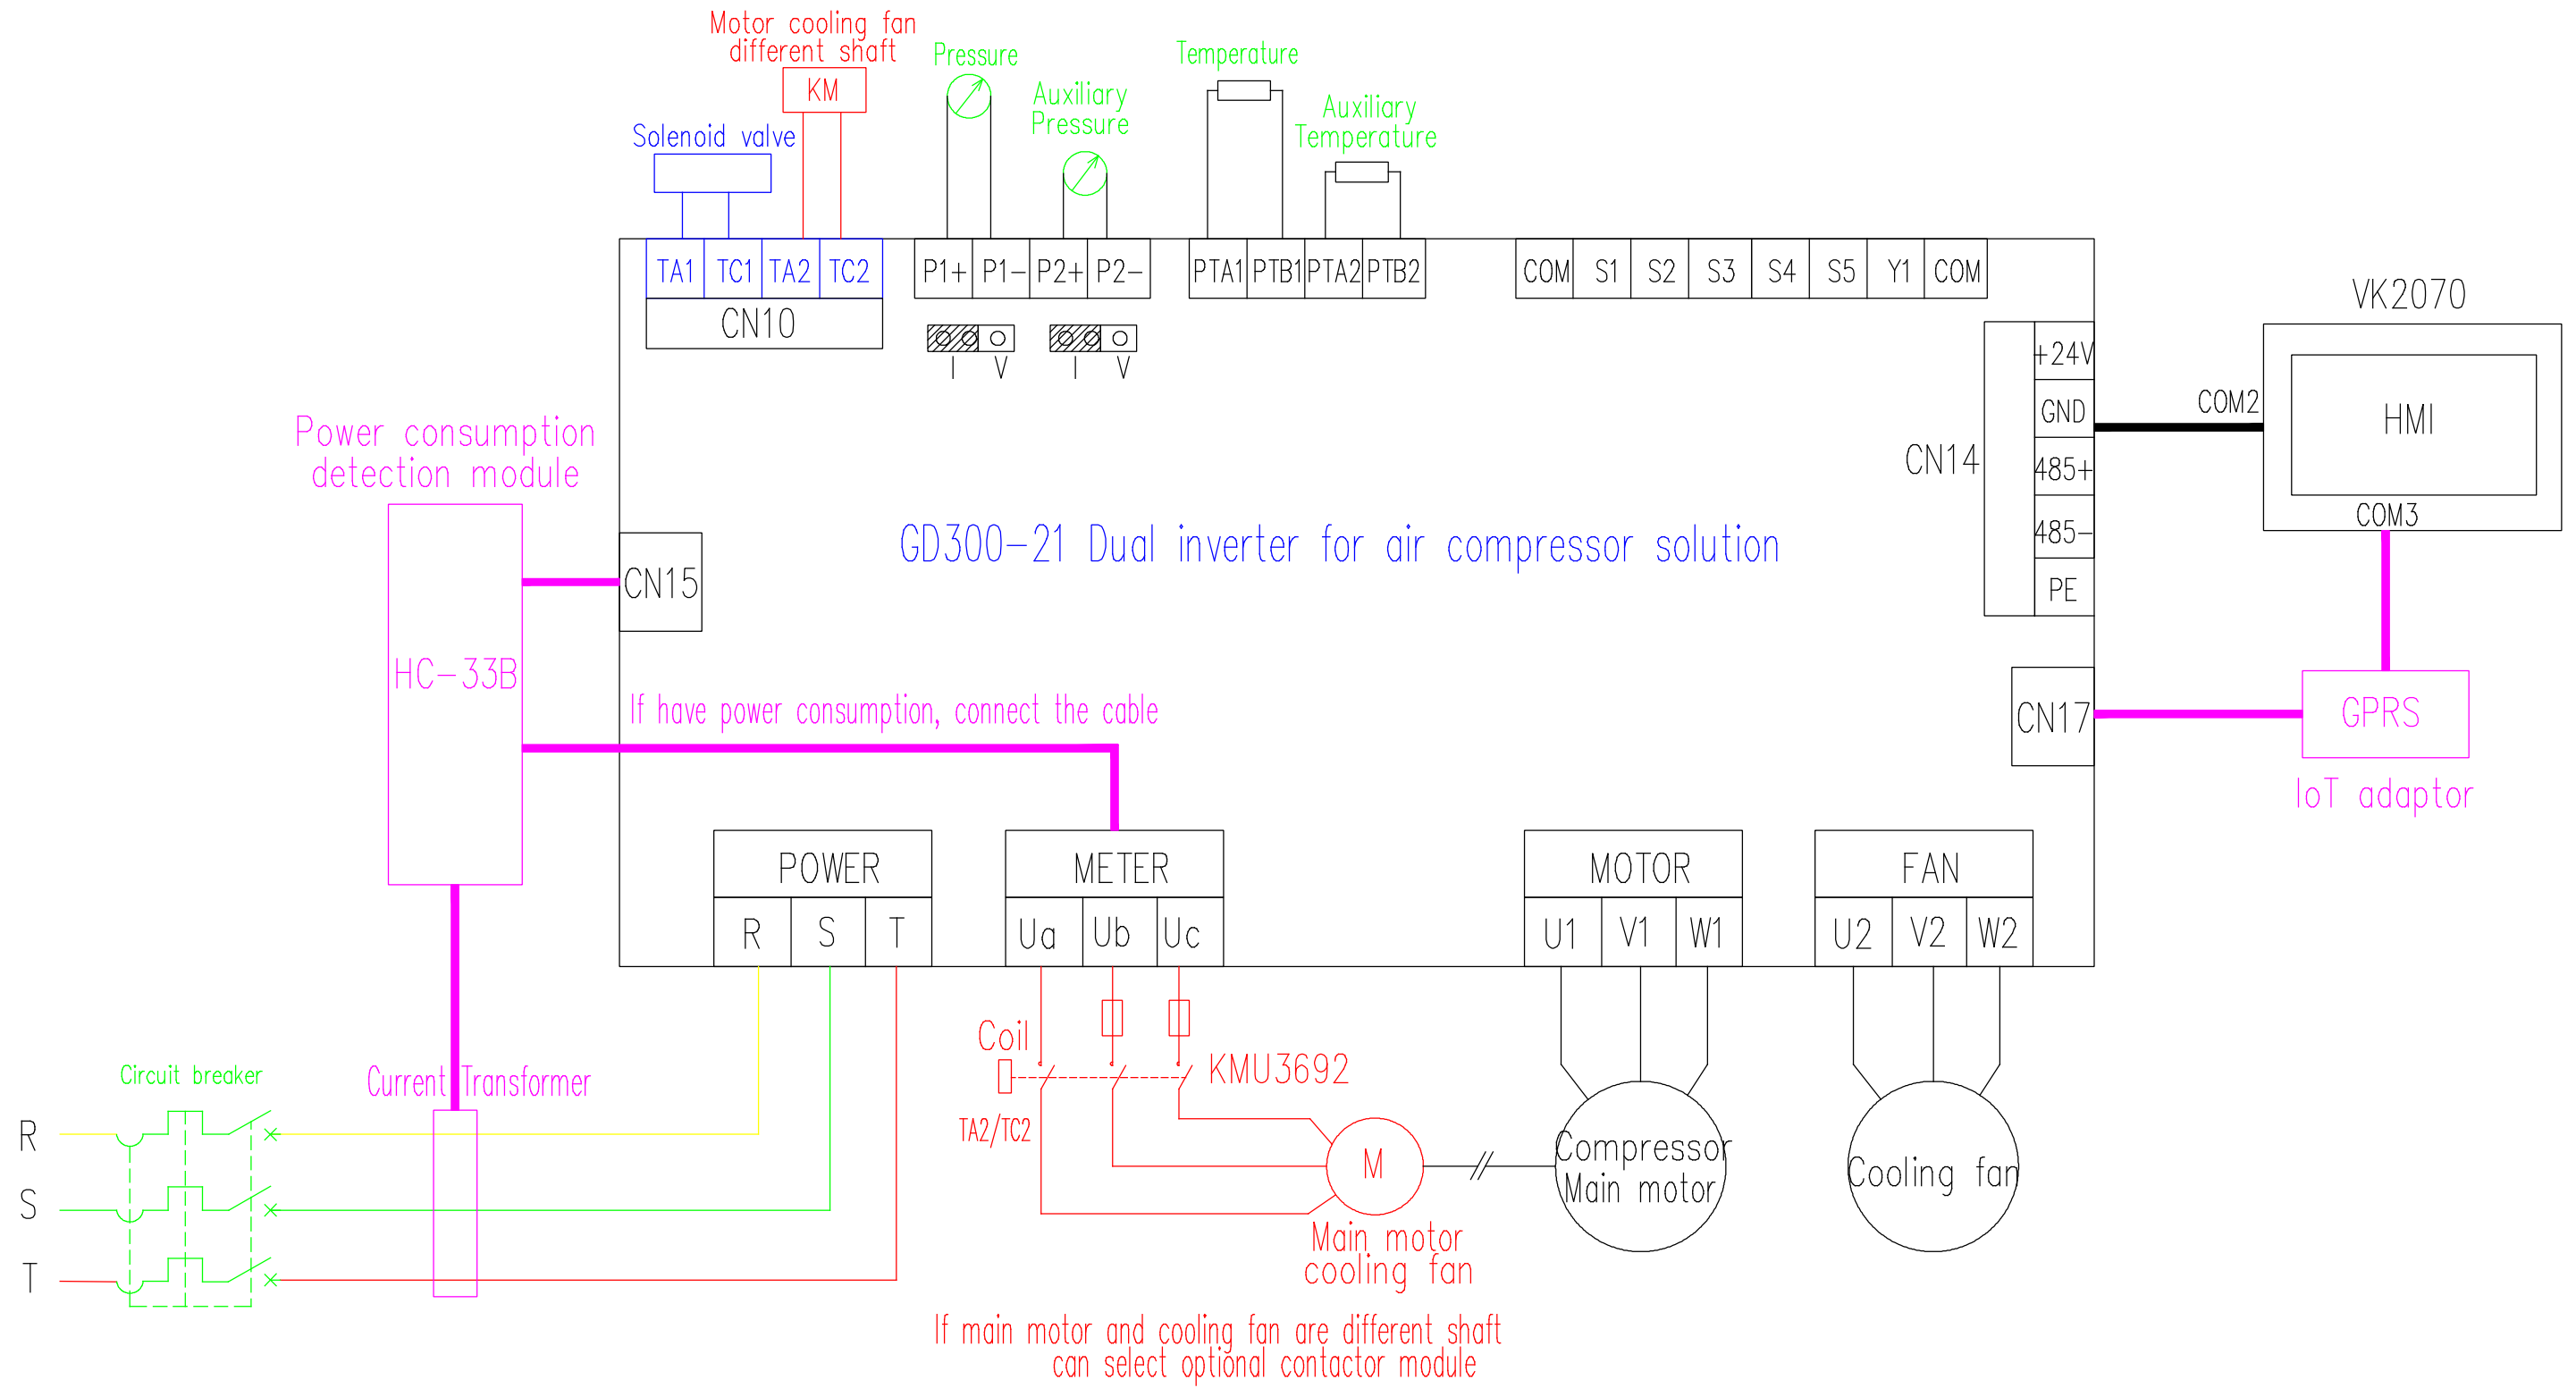 Motor cooling fan
different shaft
KM
Solenoid valve
Pressure
Auxiliary
Pressure
Temperature
Auxiliary
Temperature
TA1 TC1 TA2 TC2
CN10
P1+ P1- P2+ P2-
I V I V
PTA1 PTB1 PTA2 PTB2
COM S1 S2 S3 S4 S5 Y1 COM
+24V
GND
485+
485-
PE
CN14
VK2070
COM2
HMI
COM3
Power consumption
detection module
GD300-21 Dual inverter for air compressor solution
CN15
HC-33B
If have power consumption, connect the cable
CN17
GPRS
IoT adaptor
POWER
R S T
METER
Ua Ub Uc
MOTOR
U1 V1 W1
FAN
U2 V2 W2
Coil
KMU3692
TA2/TC2
Circuit breaker
Current Transformer
R
S
T
M
Main motor
cooling fan
Compressor
Main motor
Cooling fan
If main motor and cooling fan are different shaft
can select optional contactor module